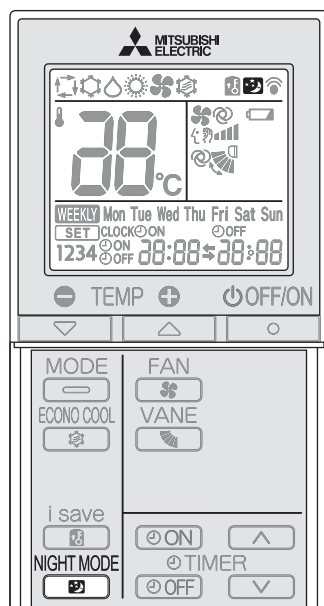 MITSUBISHI
ELECTRIC
88°C
WEEKLY Mon Tue Wed Thu Fri Sat Sun
SET CLOCK ON OFF
1234 ON OFF 88:88 88:88
TEMP OFF/ON
MODE FAN
ECONO COOL VANE
i save
NIGHT MODE
ON
TIMER
OFF